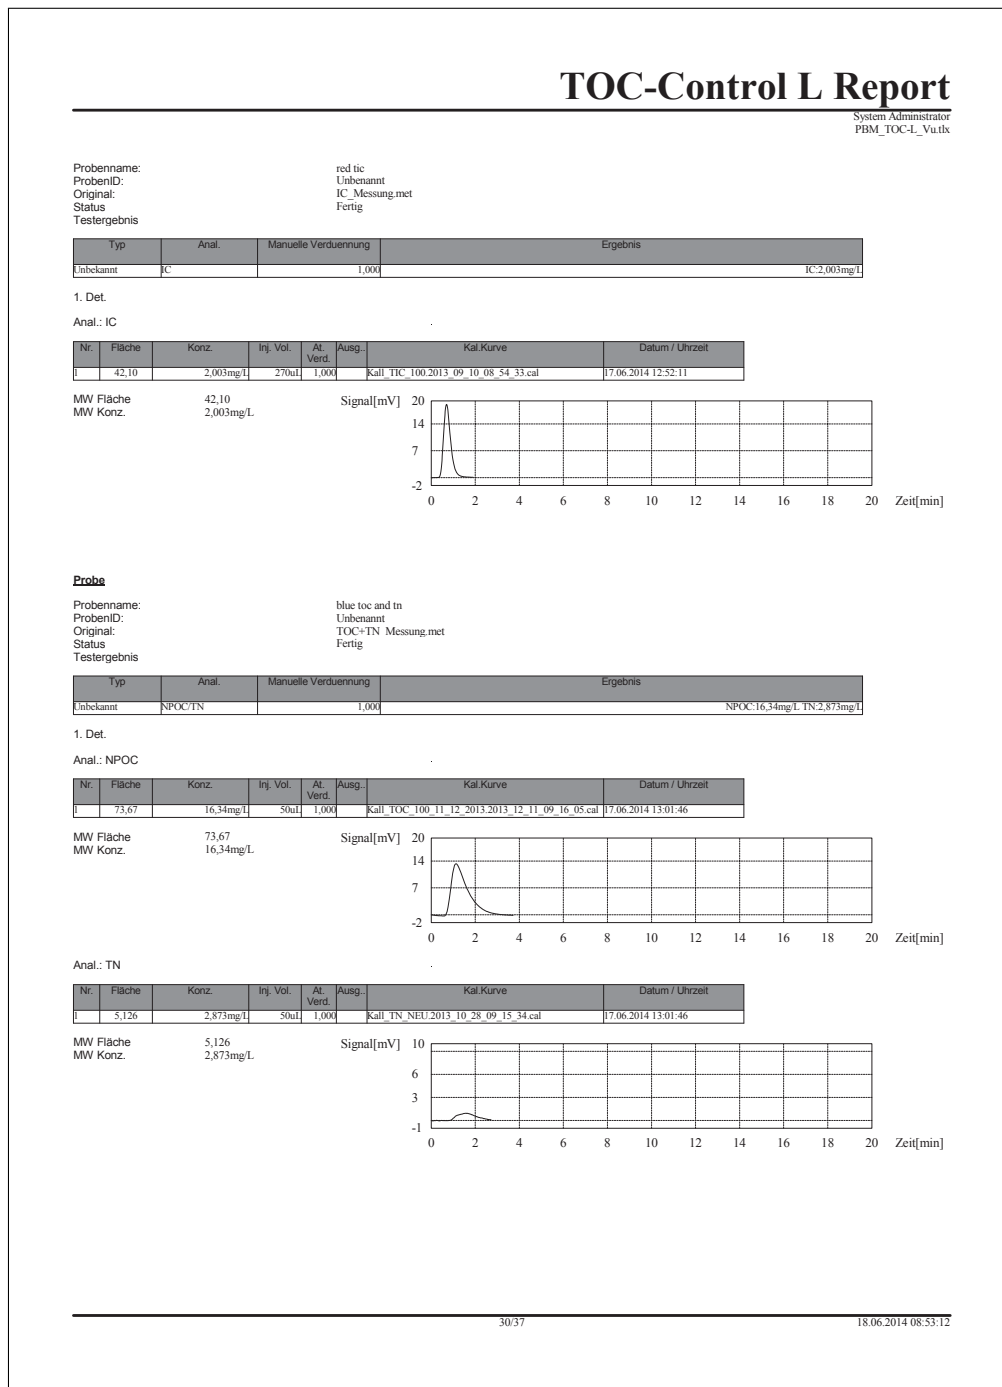 TOC-Control L Report
System Administrator
PBM_TOC-L_Vu.tlx
Probenname: red tic
ProbenID: Unbenannt
Original: IC_Messung.met
Status Fertig
Testergebnis
Typ Anal. Manuelle Verduennung Ergebnis
Unbekannt IC 1,000 IC:2,003mg/L
1. Det.
Anal.: IC
Nr. Fläche Konz. Inj. Vol. At. Verd. Ausg.. Kal.Kurve Datum / Uhrzeit
1 42,10 2,003mg/L 270uL 1,000 Kall_TIC_100.2013_09_10_08_54_33.cal 17.06.2014 12:52:11
MW Fläche 42,10
MW Konz. 2,003mg/L
Signal[mV] 20
14
7
-2
0 2 4 6 8 10 12 14 16 18 20 Zeit[min]
Probe
Probenname: blue toc and tn
ProbenID: Unbenannt
Original: TOC+TN_Messung.met
Status Fertig
Testergebnis
Typ Anal. Manuelle Verduennung Ergebnis
Unbekannt NPOC/TN 1,000 NPOC:16,34mg/L TN:2,873mg/L
1. Det.
Anal.: NPOC
Nr. Fläche Konz. Inj. Vol. At. Verd. Ausg.. Kal.Kurve Datum / Uhrzeit
1 73,67 16,34mg/L 50uL 1,000 Kall_TOC_100_11_12_2013.2013_12_11_09_16_05.cal 17.06.2014 13:01:46
MW Fläche 73,67
MW Konz. 16,34mg/L
Signal[mV] 20
14
7
-2
0 2 4 6 8 10 12 14 16 18 20 Zeit[min]
Anal.: TN
Nr. Fläche Konz. Inj. Vol. At. Verd. Ausg.. Kal.Kurve Datum / Uhrzeit
1 5,126 2,873mg/L 50uL 1,000 Kall_TN_NEU.2013_10_28_09_15_34.cal 17.06.2014 13:01:46
MW Fläche 5,126
MW Konz. 2,873mg/L
Signal[mV] 10
6
3
-1
0 2 4 6 8 10 12 14 16 18 20 Zeit[min]
30/37 18.06.2014 08:53:12